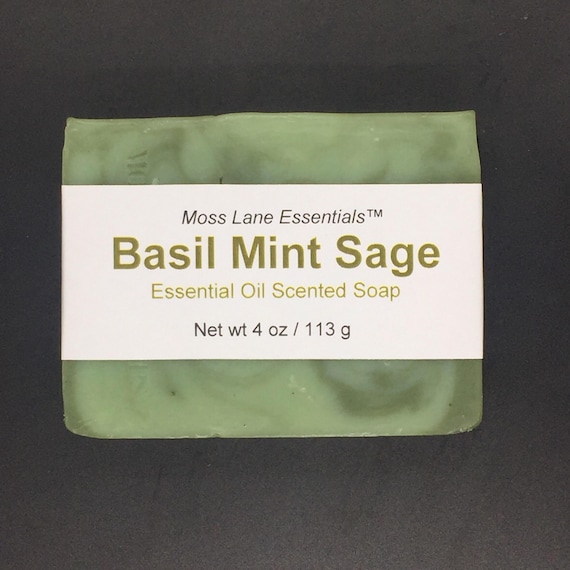 Moss Lane Essentials™
Basil Mint Sage
Essential Oil Scented Soap
Net wt 4 oz / 113 g